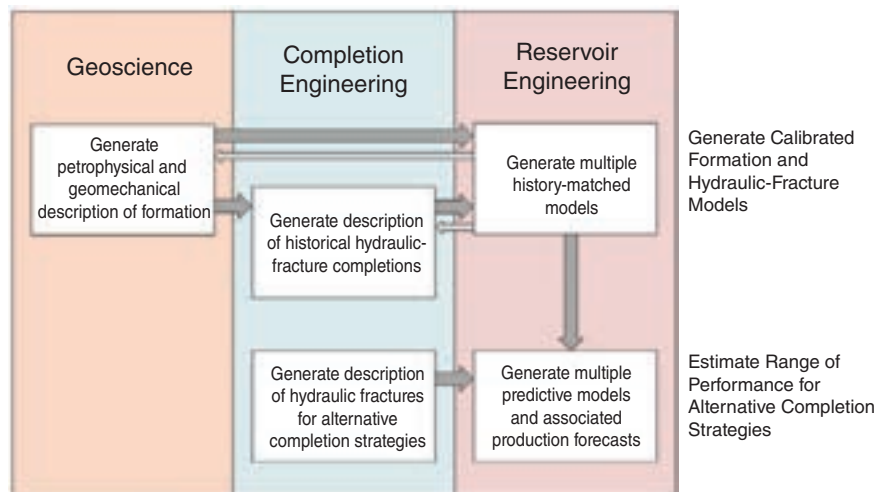 Geoscience
Completion
Engineering
Reservoir
Engineering
Generate
petrophysical and
geomechanical
description of formation
Generate description
of historical hydraulic-
fracture completions
Generate multiple
history-matched
models
Generate Calibrated
Formation and
Hydraulic-Fracture
Models
Generate description
of hydraulic fractures
for alternative
completion strategies
Generate multiple
predictive models
and associated
production forecasts
Estimate Range of
Performance for
Alternative Completion
Strategies